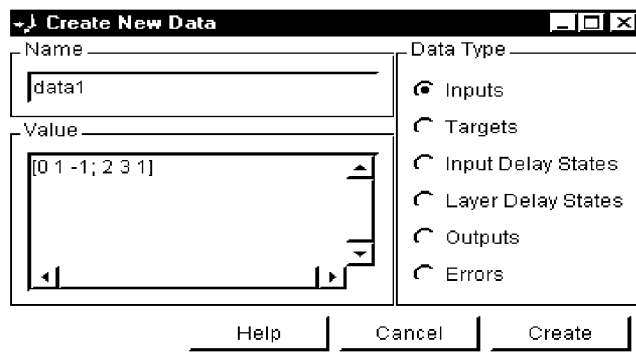 Create New Data
Name
data1
Value
[0 1 -1; 2 3 1]
Data Type
Inputs
Targets
Input Delay States
Layer Delay States
Outputs
Errors
Help
Cancel
Create